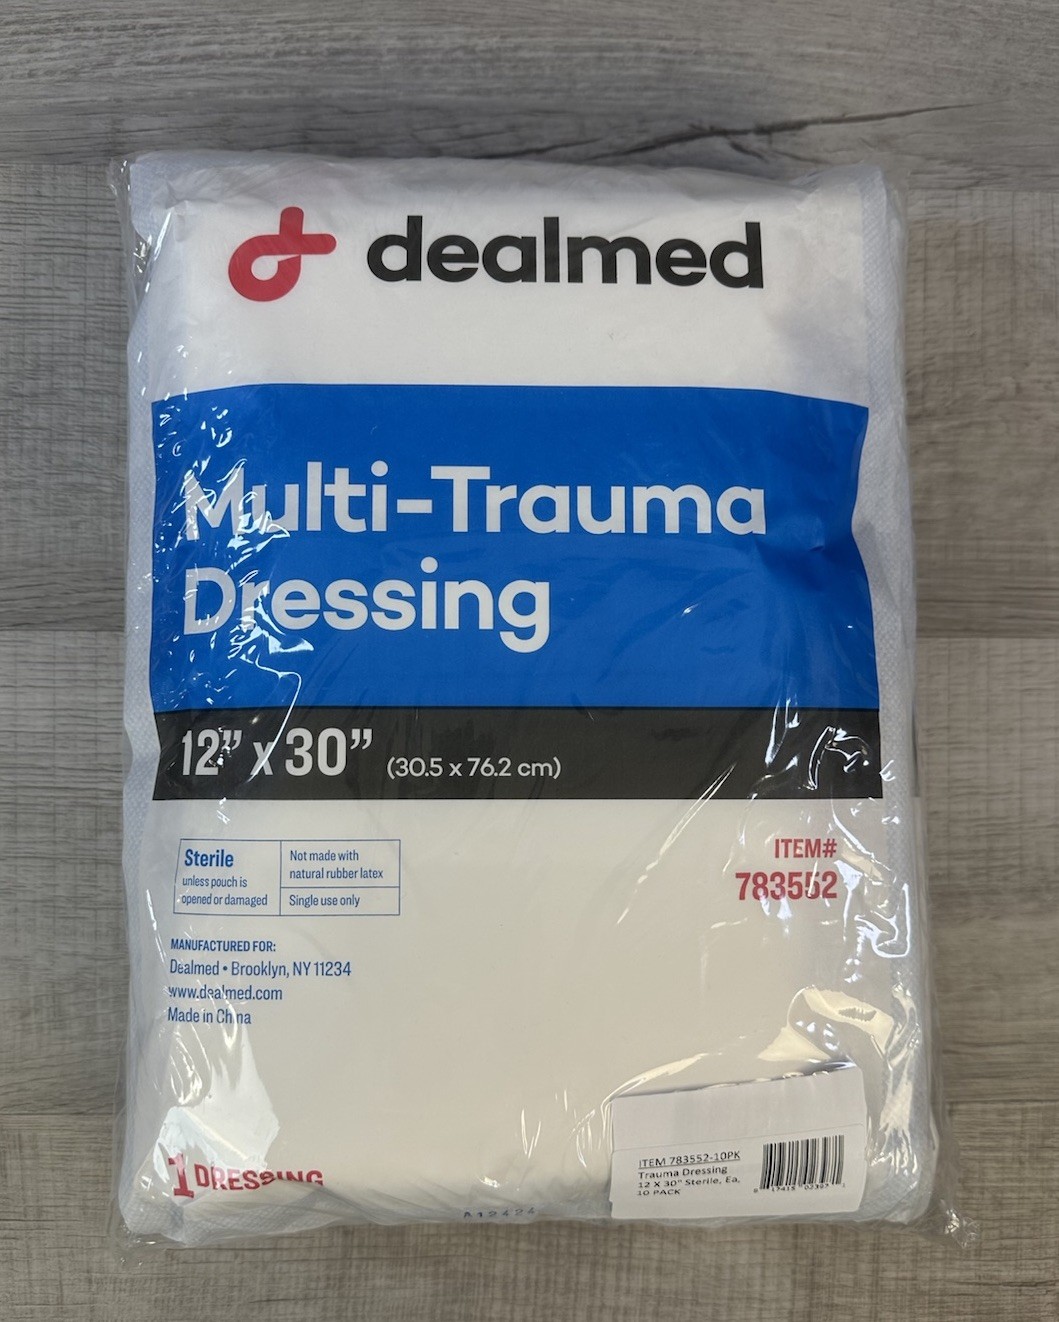 dealmed
Multi-Trauma
Dressing
12” x 30” (30.5 x 76.2 cm)
Sterile
unless pouch is
opened or damaged
Not made with
natural rubber latex
Single use only
ITEM#
783552
MANUFACTURED FOR:
Dealmed • Brooklyn, NY 11234
www.dealmed.com
Made in China
1 DRESSING
ITEM 783552-10PK
Trauma Dressing
12 X 30" Sterile, Ea,
10 PACK
A12424